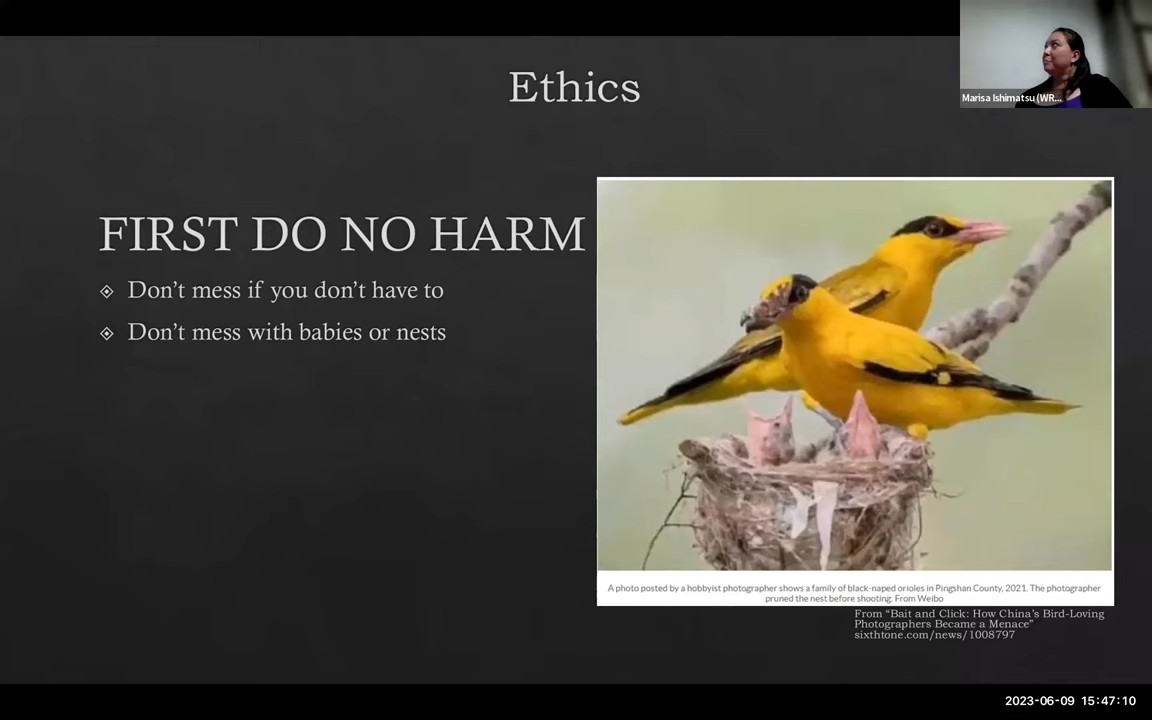 Ethics
Marisa Ishimatsu (WR...
FIRST DO NO HARM
Don't mess if you don't have to
Don't mess with babies or nests
A photo posted by a hobbyist photographer shows a family of black-naped orioles in Pingshan County, 2021. The photographer
pruned the nest before shooting. From Weibo
From “Bait and Click: How China's Bird-Loving
Photographers Became a Menace”
sixthtone.com/news/1008797
2023-06-09 15:47:10